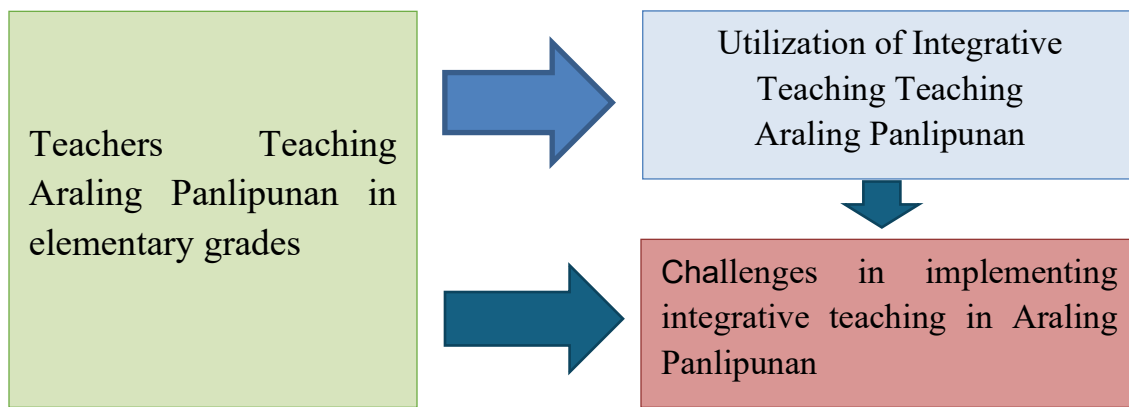 Teachers Teaching
Araling Panlipunan in
elementary grades
Utilization of Integrative
Teaching Teaching
Araling Panlipunan
Challenges in implementing
integrative teaching in Araling
Panlipunan